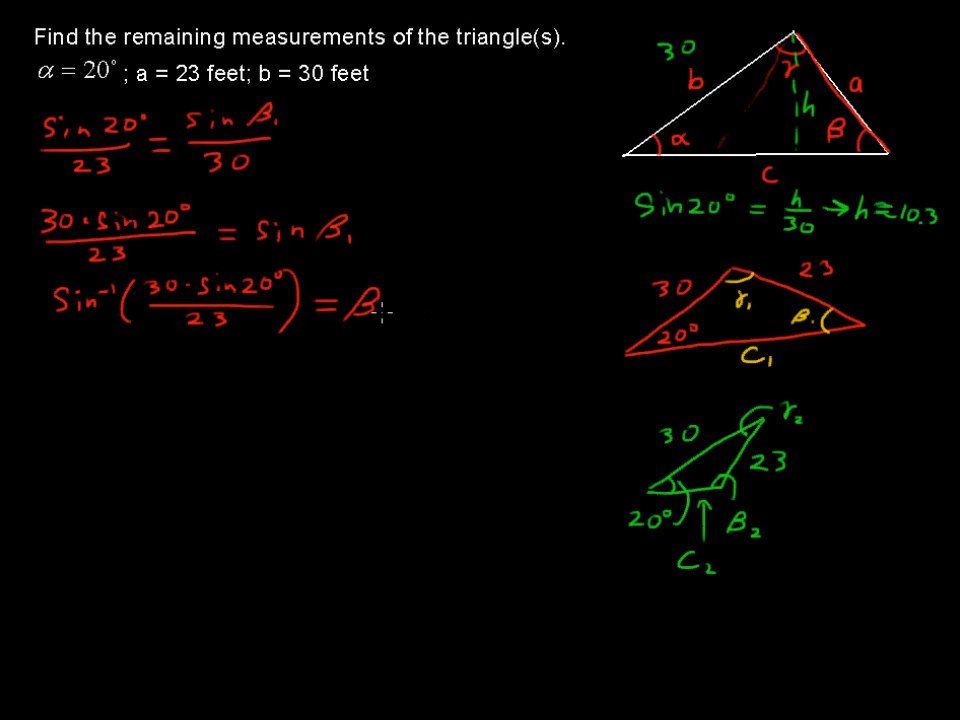 Find the remaining measurements of the triangle(s).
α = 20° ; a = 23 feet; b = 30 feet
sin 20° / 23 = sin β₁ / 30
30 · sin 20° / 23 = sin β₁
sin⁻¹ ( 30 · sin 20° / 23 ) = β₁
30
b
γ
a
h
α
β
c
sin 20° = h / 30 → h ≈ 10.3
30
23
γ₁
β₁
20°
C₁
γ₂
30
23
20°
β₂
C₂